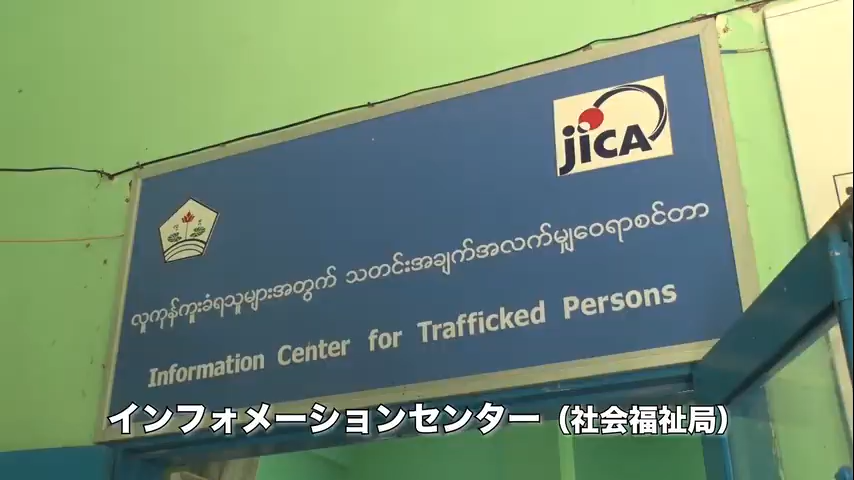 jiCA
လူကုန်ကူးခံရသူများအတွက် သတင်းအချက်အလက်မျှဝေရာစင်တာ
Information Center for Trafficked Persons
インフォメーションセンター（社会福祉局）